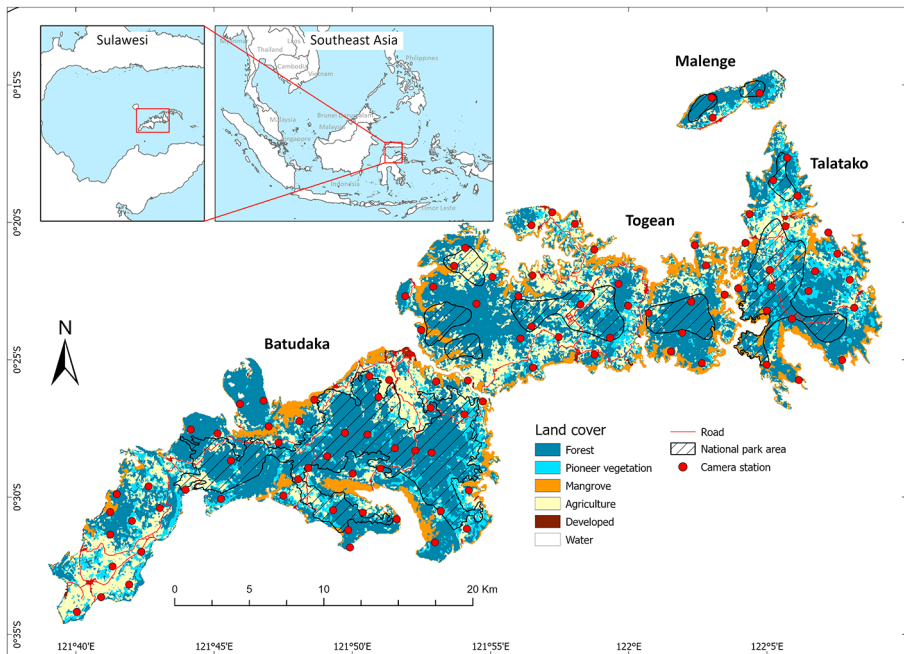 Sulawesi
Southeast Asia
Myanmar
Laos
Thailand
Cambodia
Vietnam
Philippines
Malaysia
Brunei Darussalam
Malaysia
Singapore
Indonesia
Timor Leste
Malenge
Talatako
Togean
Batudaka
N
0°15'S
0°20'S
0°25'S
0°30'S
0°35'S
Land cover
Forest
Pioneer vegetation
Mangrove
Agriculture
Developed
Water
Road
National park area
Camera station
0 5 10 20 Km
121°40'E 121°45'E 121°50'E 121°55'E 122°E 122°5'E